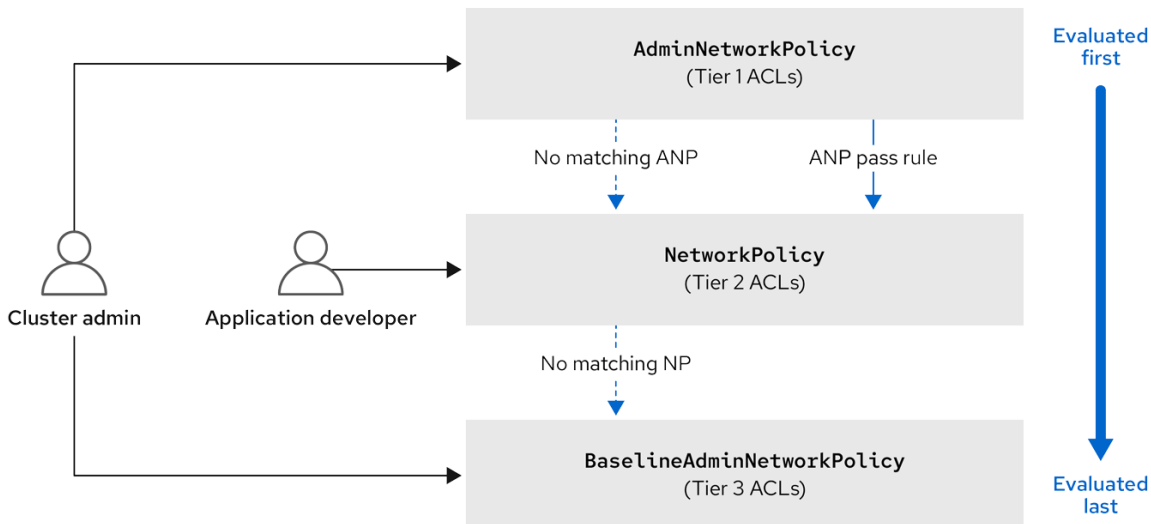 AdminNetworkPolicy
(Tier 1 ACLs)
Evaluated
first
No matching ANP
ANP pass rule
NetworkPolicy
(Tier 2 ACLs)
Cluster admin
Application developer
No matching NP
BaselineAdminNetworkPolicy
(Tier 3 ACLs)
Evaluated
last